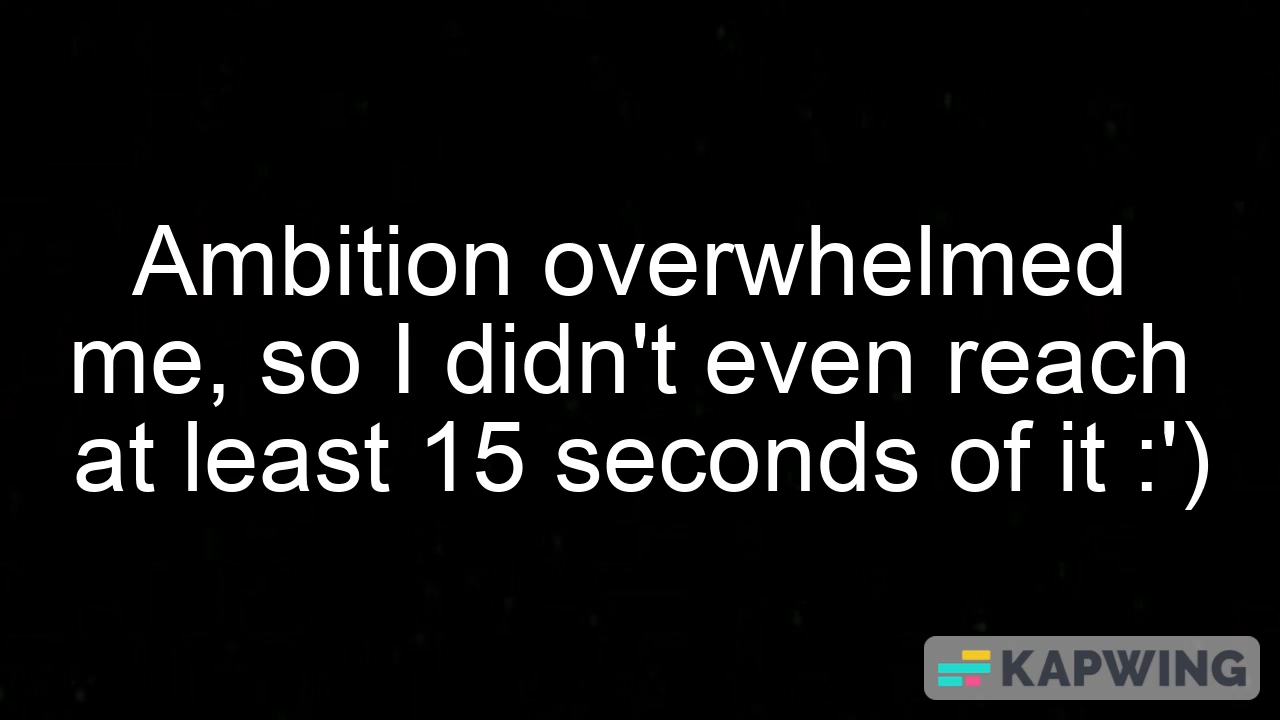 Ambition overwhelmed
me, so I didn't even reach
at least 15 seconds of it :')
KAPWING